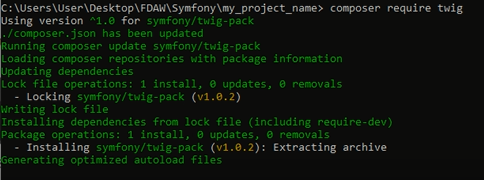 C:\Users\User\Desktop\FDAW\Symfony\my_project_name> composer require twig
Using version ^1.0 for symfony/twig-pack
./composer.json has been updated
Running composer update symfony/twig-pack
Loading composer repositories with package information
Updating dependencies
Lock file operations: 1 install, 0 updates, 0 removals
  - Locking symfony/twig-pack (v1.0.2)
Writing lock file
Installing dependencies from lock file (including require-dev)
Package operations: 1 install, 0 updates, 0 removals
  - Installing symfony/twig-pack (v1.0.2): Extracting archive
Generating optimized autoload files